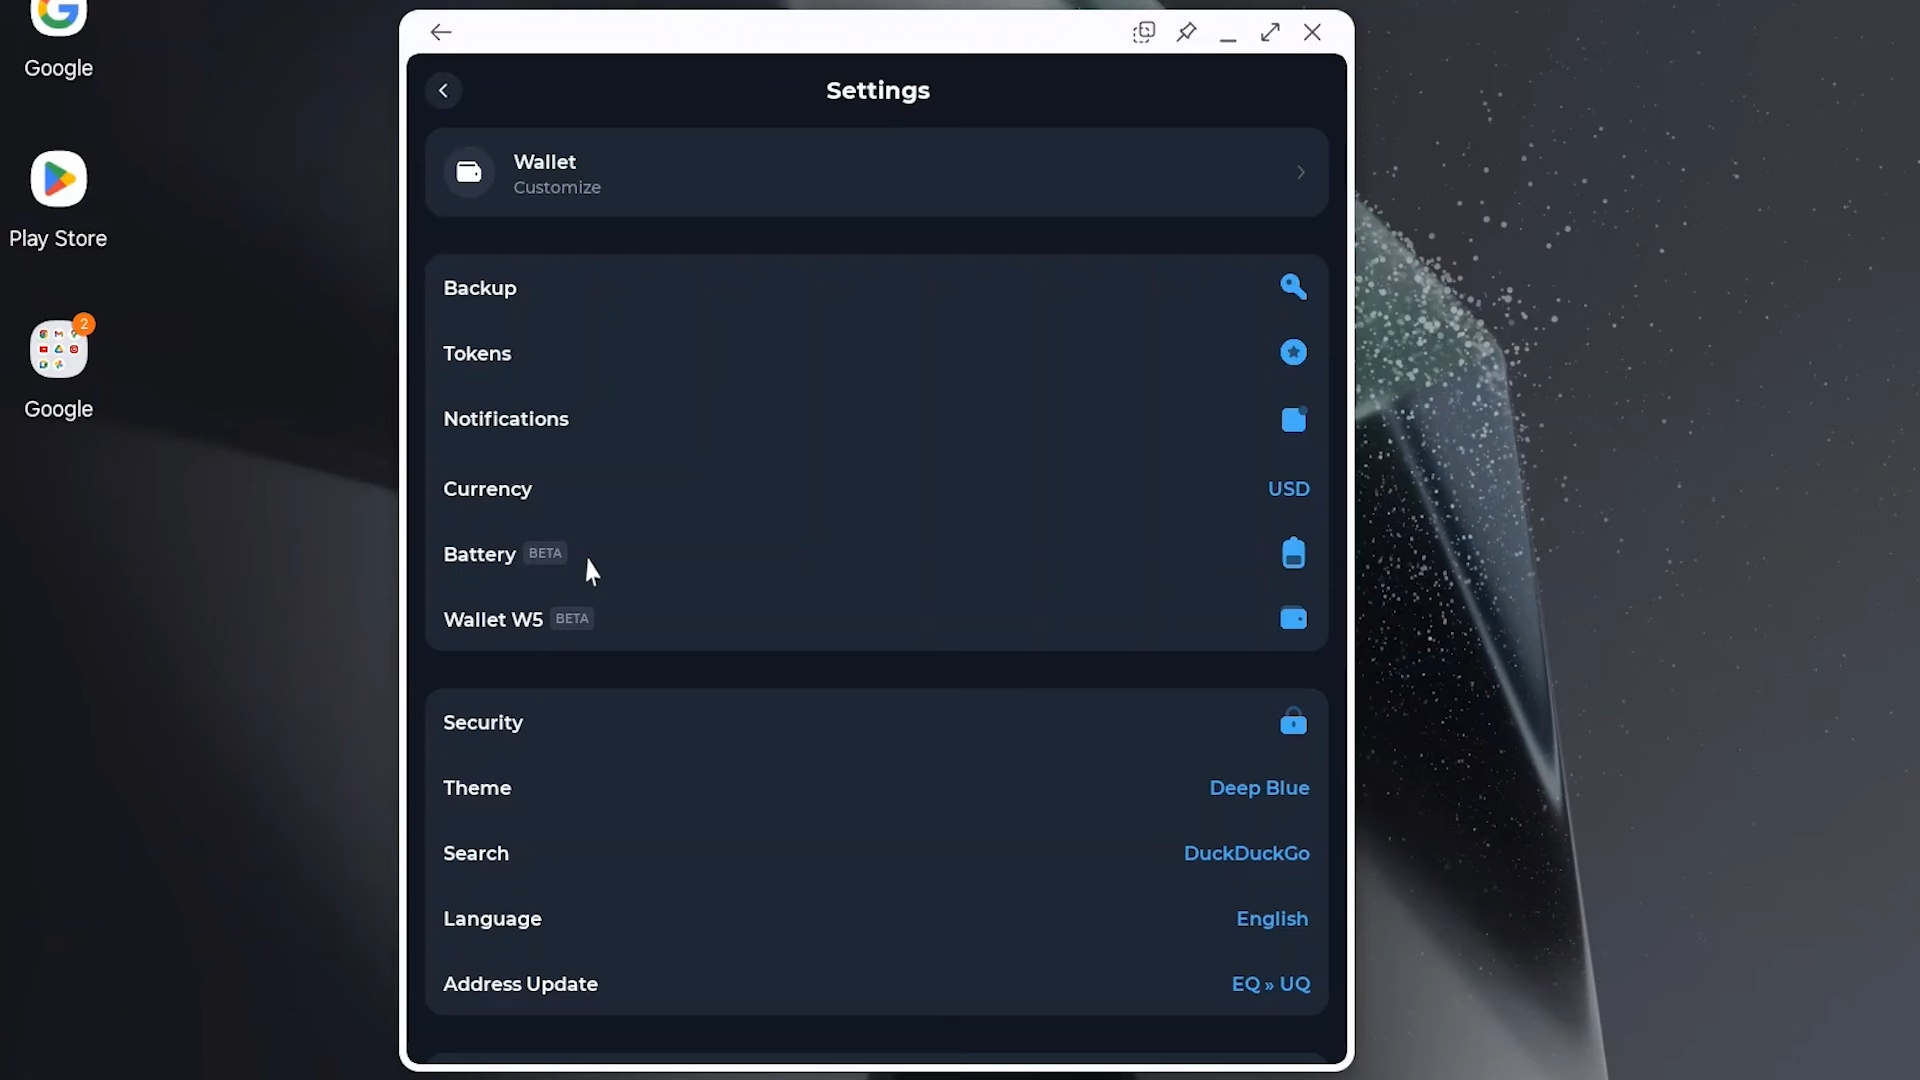 Google
Play Store
2
Google
Settings
Wallet
Customize
Backup
Tokens
Notifications
Currency
USD
Battery BETA
Wallet W5 BETA
Security
Theme
Deep Blue
Search
DuckDuckGo
Language
English
Address Update
EQ » UQ